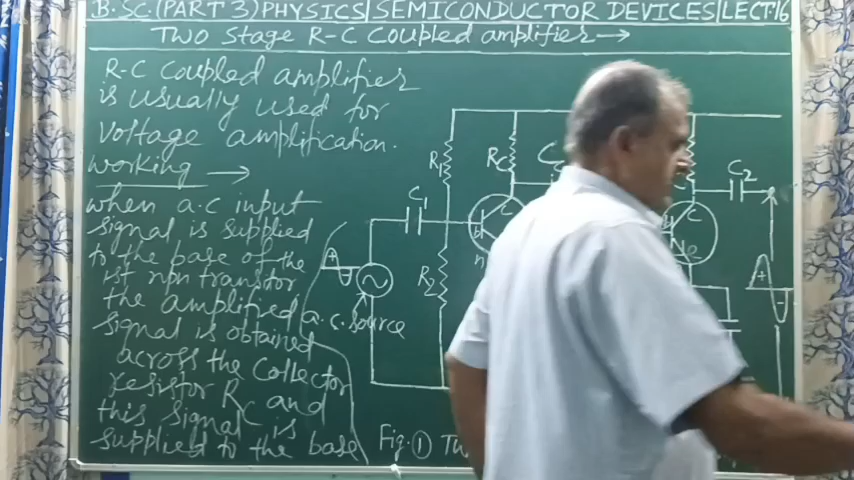 B.SC.(PART 3)PHYSICS|SEMICONDUCTOR DEVICES|LECT16
TWO Stage R-C Coupled amplifier→
R-C Coupled amplifier
is usually used for
Voltage amplification.
Working →
when a.c input
signal is supplied
to the base of the
1st npn transtor
the amplified
signal is obtained
across the Collector
resistor RC and
this signal is
supplied to the base
R1
RC
C1
C
b
n
R2
+
a.c. source
C2
C
e
+
-
Fig. ① TW